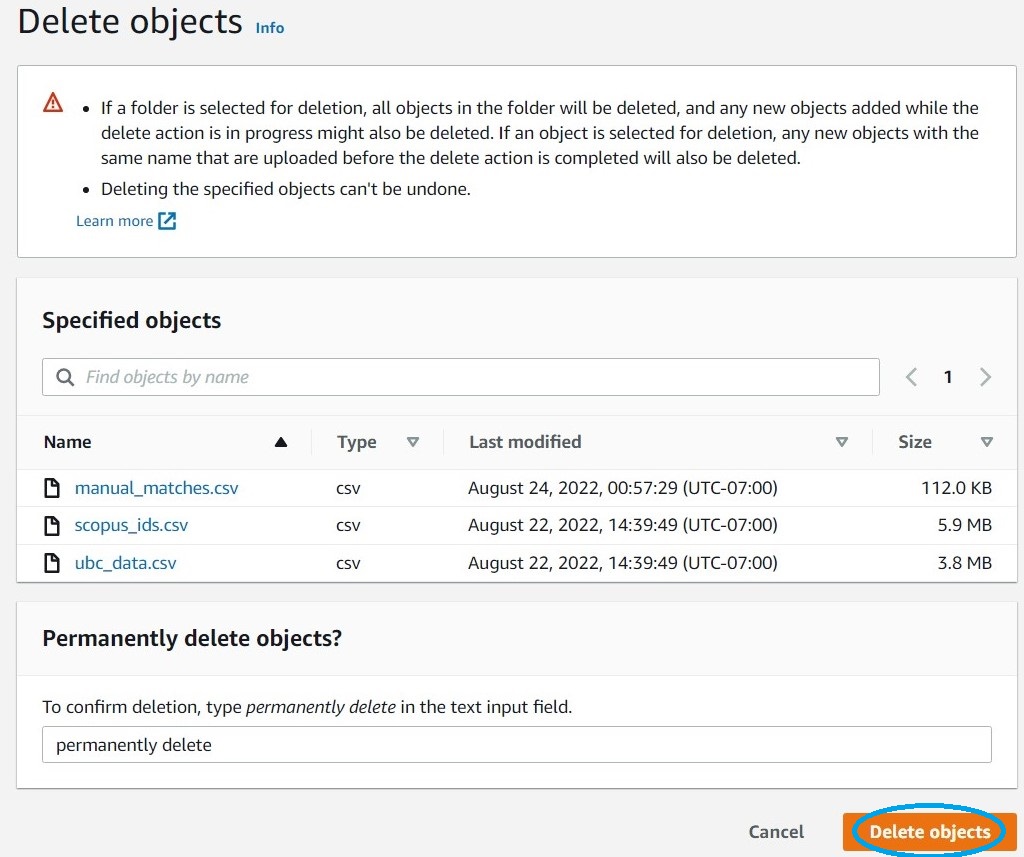 Delete objects Info
If a folder is selected for deletion, all objects in the folder will be deleted, and any new objects added while the
delete action is in progress might also be deleted. If an object is selected for deletion, any new objects with the
same name that are uploaded before the delete action is completed will also be deleted.
Deleting the specified objects can't be undone.
Learn more
Specified objects
Find objects by name 1
Name Type Last modified Size
manual_matches.csv csv August 24, 2022, 00:57:29 (UTC-07:00) 112.0 KB
scopus_ids.csv csv August 22, 2022, 14:39:49 (UTC-07:00) 5.9 MB
ubc_data.csv csv August 22, 2022, 14:39:49 (UTC-07:00) 3.8 MB
Permanently delete objects?
To confirm deletion, type permanently delete in the text input field.
permanently delete
Cancel Delete objects